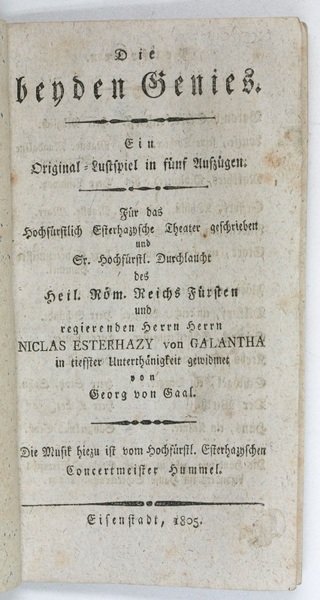 Die
beyden Genies.
Ein
Original-Lustspiel in fünf Aufzügen.
Für das
Hochfürstlich Esterhazysche Theater geschrieben
und
Sr. Hochfürstl. Durchlaucht
des
Heil. Röm. Reichs Fürsten
und
regierenden Herrn Herrn
NICLAS ESTERHAZY von GALANTHA
in tiefster Unterthänigkeit gewidmet
von
Georg von Gaal.
Die Musik hiezu ist vom Hochfürstl. Esterhazyschen
Concertmeister Hummel.
Eisenstadt, 1805.